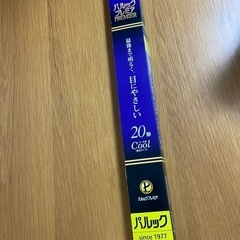 パルック
プレミア
PREMIER
最後まで明るく、目にやさしい
20形
Cool
パルックプレミア
パルック
since 1977